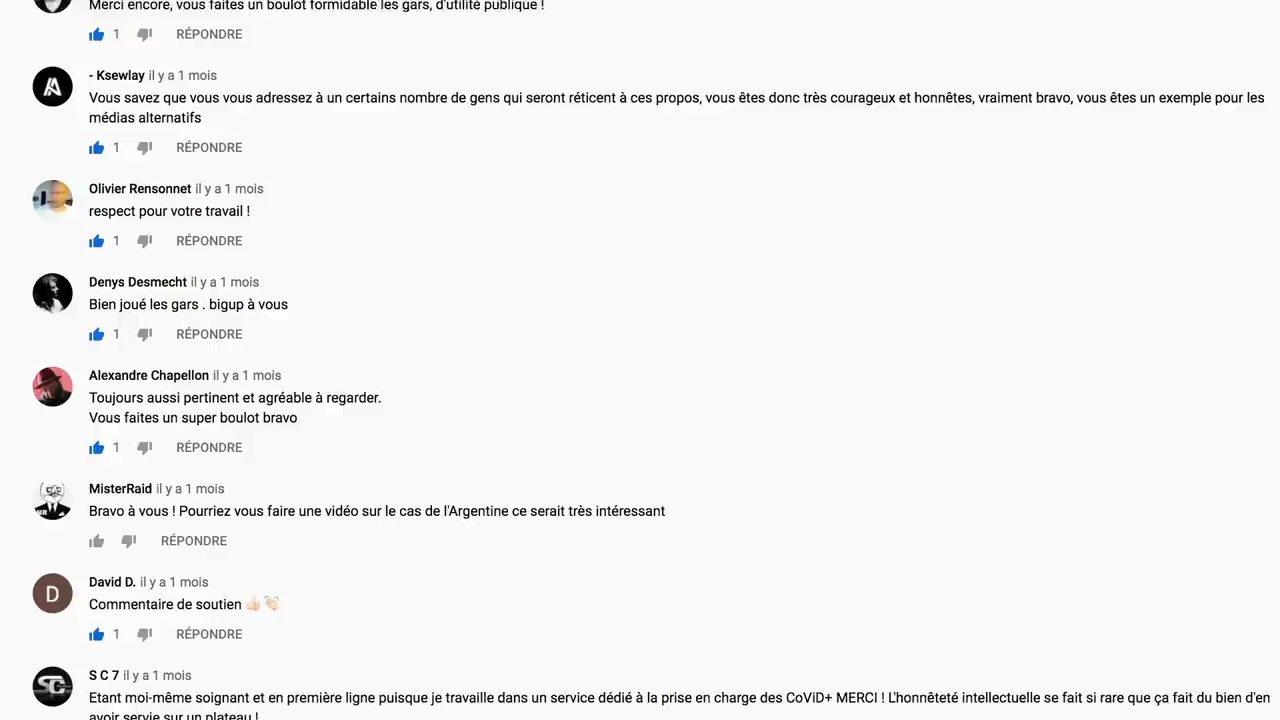 Merci encore, vous faites un boulot formidable les gars, d'utilité publique !
1 RÉPONDRE
- Ksewlay il y a 1 mois
Vous savez que vous vous adressez à un certains nombre de gens qui seront réticent à ces propos, vous êtes donc très courageux et honnêtes, vraiment bravo, vous êtes un exemple pour les
médias alternatifs
1 RÉPONDRE
Olivier Rensonnet il y a 1 mois
respect pour votre travail !
1 RÉPONDRE
Denys Desmecht il y a 1 mois
Bien joué les gars . bigup à vous
1 RÉPONDRE
Alexandre Chapellon il y a 1 mois
Toujours aussi pertinent et agréable à regarder.
Vous faites un super boulot bravo
1 RÉPONDRE
MisterRaid il y a 1 mois
Bravo à vous ! Pourriez vous faire une vidéo sur le cas de l'Argentine ce serait très intéressant
RÉPONDRE
D
David D. il y a 1 mois
Commentaire de soutien 👍🏻👏🏻
1 RÉPONDRE
SC
S C 7 il y a 1 mois
Etant moi-même soignant et en première ligne puisque je travaille dans un service dédié à la prise en charge des CoViD+ MERCI ! L'honnêteté intellectuelle se fait si rare que ça fait du bien d'en
avoir servie sur un plateau !